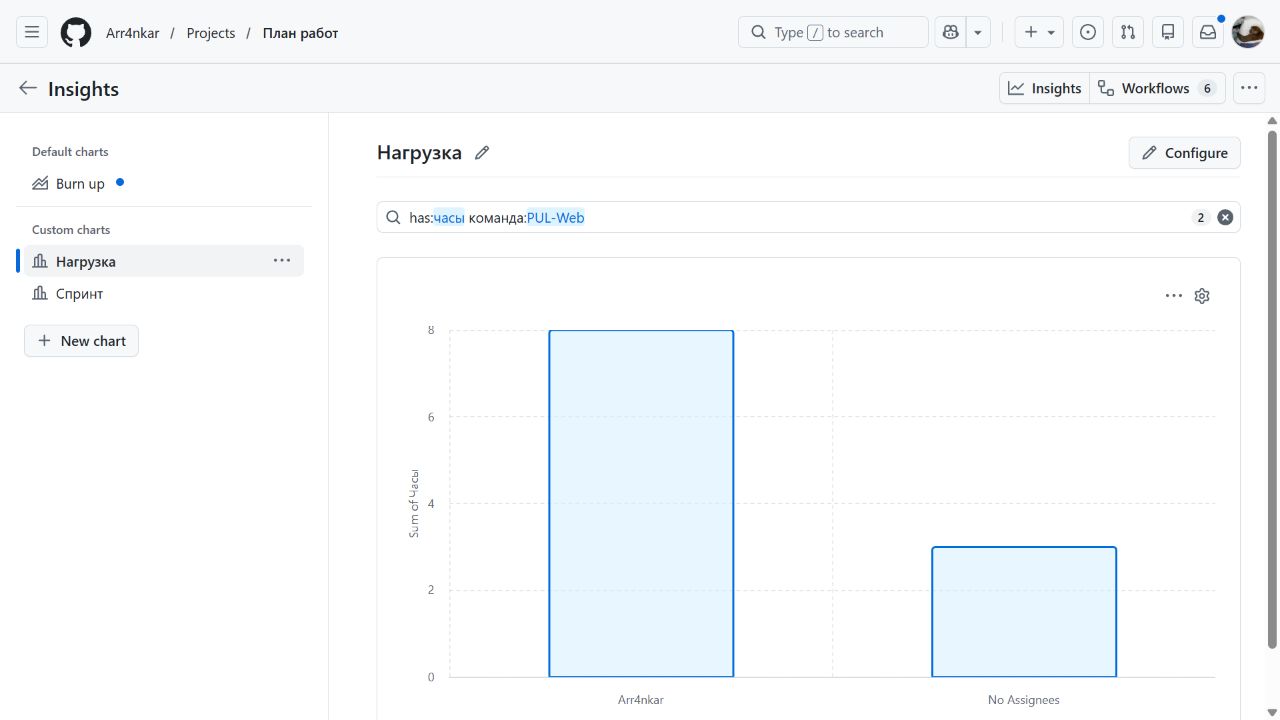 Arr4nkar / Projects / План работ
Type / to search
Insights
Insights
Workflows 6
Default charts
Burn up
Custom charts
Нагрузка
Спринт
New chart
Нагрузка
Configure
has:часы команда:PUL-Web
2
8
6
4
2
0
Sum of Часы
Arr4nkar
No Assignees